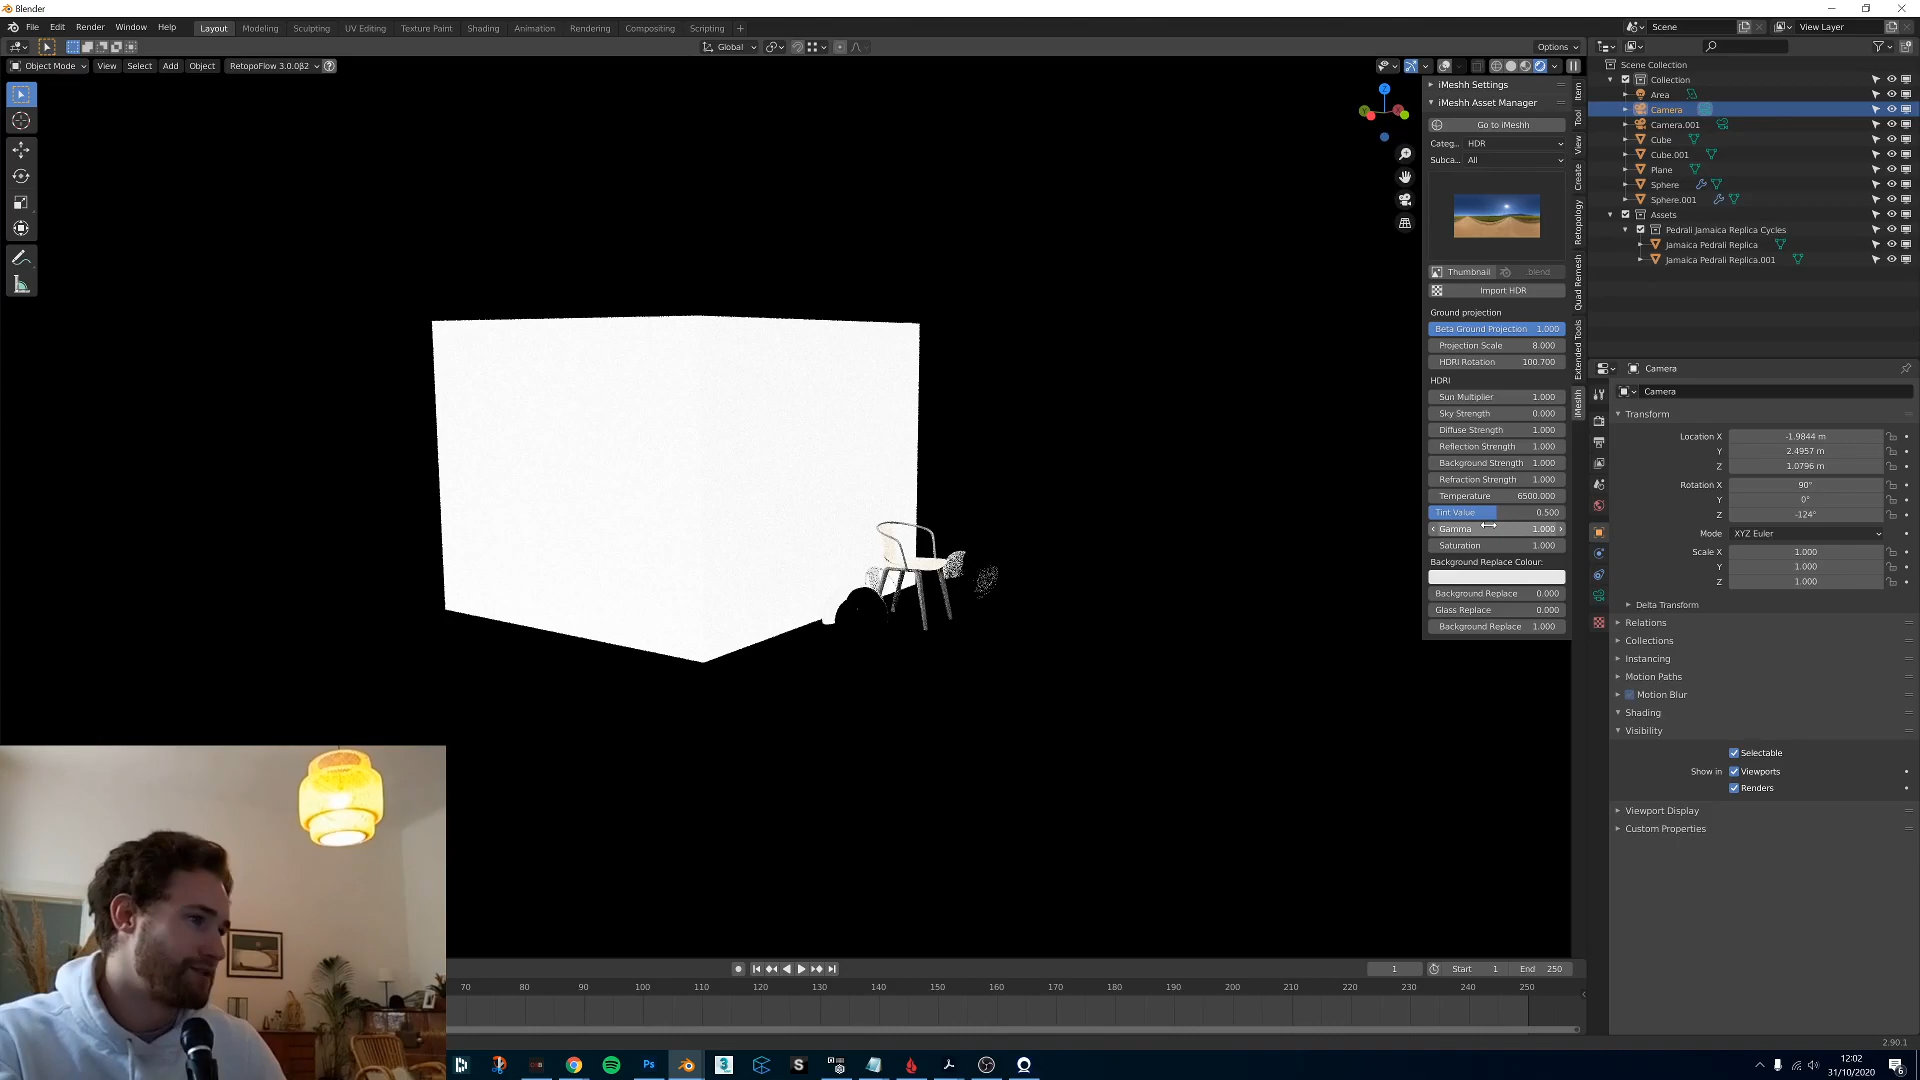 Blender
File Edit Render Window Help
Layout Modeling Sculpting UV Editing Texture Paint Shading Animation Rendering Compositing Scripting +
Scene
View Layer
Global
Options
Object Mode View Select Add Object RetopoFlow 3.0.0β2
Scene Collection
Collection
Area
Camera
Camera.001
Cube
Cube.001
Plane
Sphere
Sphere.001
Assets
Pedrali Jamaica Replica Cycles
Jamaica Pedrali Replica
Jamaica Pedrali Replica.001
Z
iMeshh Settings
iMeshh Asset Manager
Go to iMeshh
Categ... HDR
Subca... All
Thumbnail .blend
Import HDR
Ground projection
Beta Ground Projection 1.000
Projection Scale 8.000
HDRI Rotation 100.700
HDRI
Sun Multiplier 1.000
Sky Strength 0.000
Diffuse Strength 1.000
Reflection Strength 1.000
Background Strength 1.000
Refraction Strength 1.000
Temperature 6500.000
Tint Value 0.500
Gamma 1.000
Saturation 1.000
Background Replace Colour:
Background Replace 0.000
Glass Replace 0.000
Background Replace 1.000
Item
Tool
View
Create
Retopology
Quad Remesh
Extended Tools
iMeshh
Camera
Camera
Transform
Location X -1.9844 m
Y 2.4957 m
Z 1.0796 m
Rotation X 90°
Y 0°
Z -124°
Mode XYZ Euler
Scale X 1.000
Y 1.000
Z 1.000
Delta Transform
Relations
Collections
Instancing
Motion Paths
Motion Blur
Shading
Visibility
Selectable
Show in Viewports
Renders
Viewport Display
Custom Properties
1 Start 1 End 250
70 80 90 100 110 120 130 140 150 160 170 180 190 200 210 220 230 240 250
2.90.1
Ps
3
S
12:02
31/10/2020
6